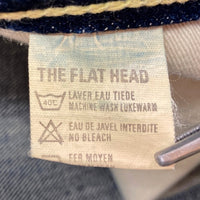 THE FLAT HEAD
40℃
LAVER EAU TIEDE
MACHINE WASH LUKEWARM
EAU DE JAVEL INTERDITE
NO BLEACH
FER MOYEN